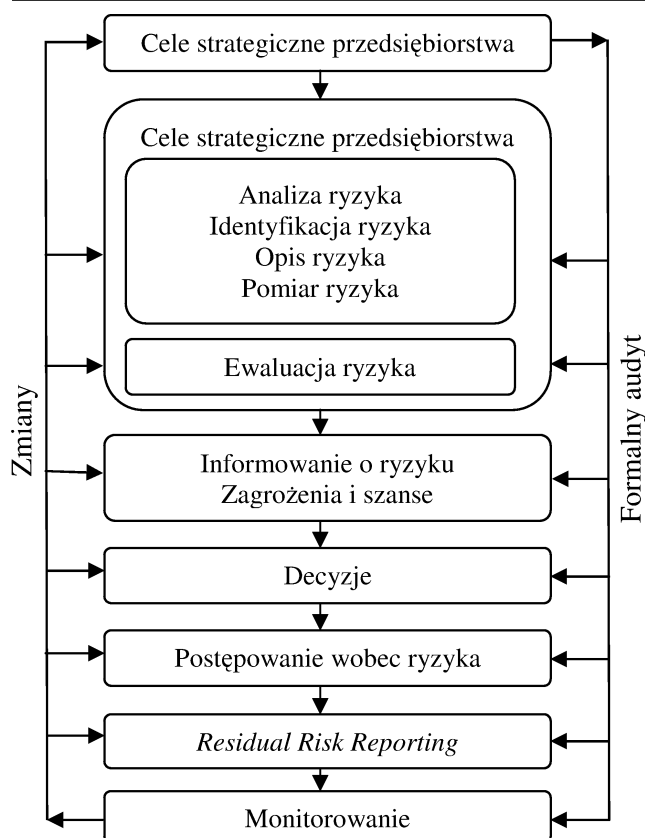 Cele strategiczne przedsiębiorstwa
Cele strategiczne przedsiębiorstwa
Analiza ryzyka
Identyfikacja ryzyka
Opis ryzyka
Pomiar ryzyka
Ewaluacja ryzyka
Informowanie o ryzyku
Zagrożenia i szanse
Decyzje
Postępowanie wobec ryzyka
Residual Risk Reporting
Monitorowanie
Zmiany
Formalny audyt